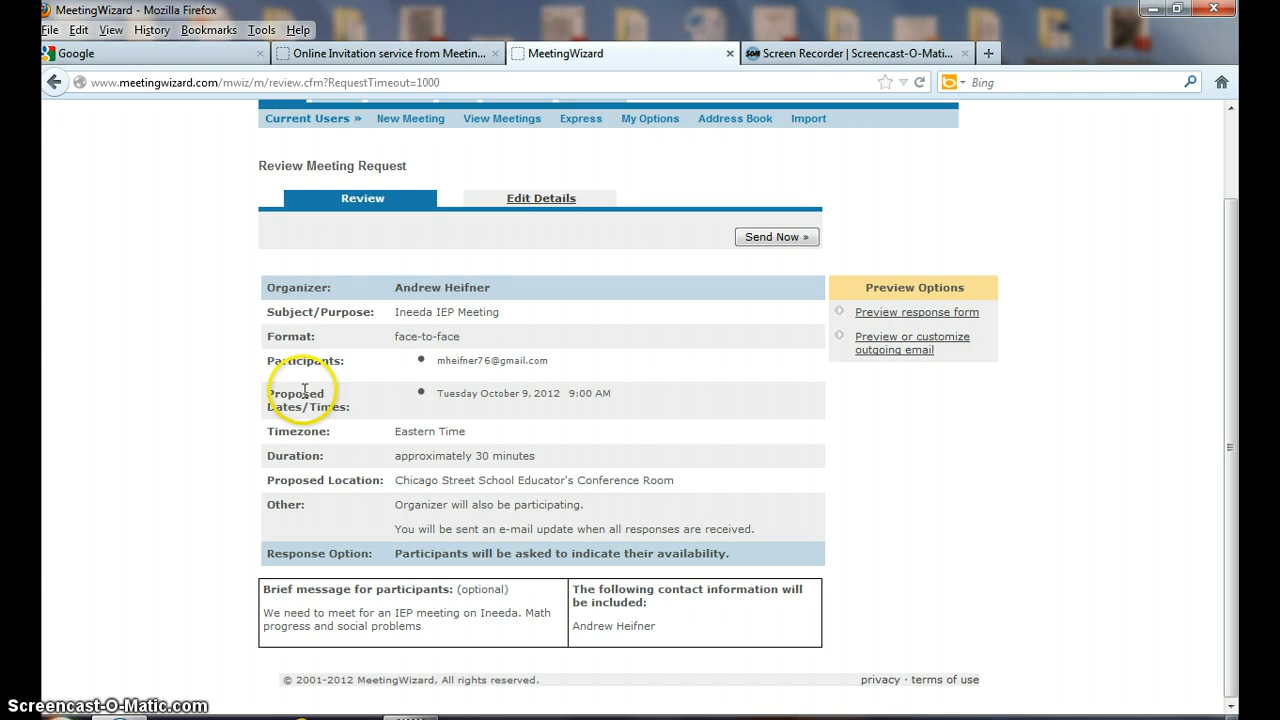 MeetingWizard - Mozilla Firefox
File Edit View History Bookmarks Tools Help
Google
Online Invitation service from Meetin...
MeetingWizard
Screen Recorder | Screencast-O-Mati...
www.meetingwizard.com/mwiz/m/review.cfm?RequestTimeout=1000
Bing
Current Users » New Meeting View Meetings Express My Options Address Book Import
Review Meeting Request
Review Edit Details
Send Now »
Organizer: Andrew Heifner
Subject/Purpose: Ineeda IEP Meeting
Format: face-to-face
Participants: • mheifner76@gmail.com
Proposed Dates/Times: • Tuesday October 9, 2012 9:00 AM
Timezone: Eastern Time
Duration: approximately 30 minutes
Proposed Location: Chicago Street School Educator's Conference Room
Other: Organizer will also be participating.
You will be sent an e-mail update when all responses are received.
Response Option: Participants will be asked to indicate their availability.
Preview Options
Preview response form
Preview or customize
outgoing email
Brief message for participants: (optional)
We need to meet for an IEP meeting on Ineeda. Math
progress and social problems
The following contact information will
be included:
Andrew Heifner
© 2001-2012 MeetingWizard, All rights reserved.
privacy · terms of use
Screencast-O-Matic.com